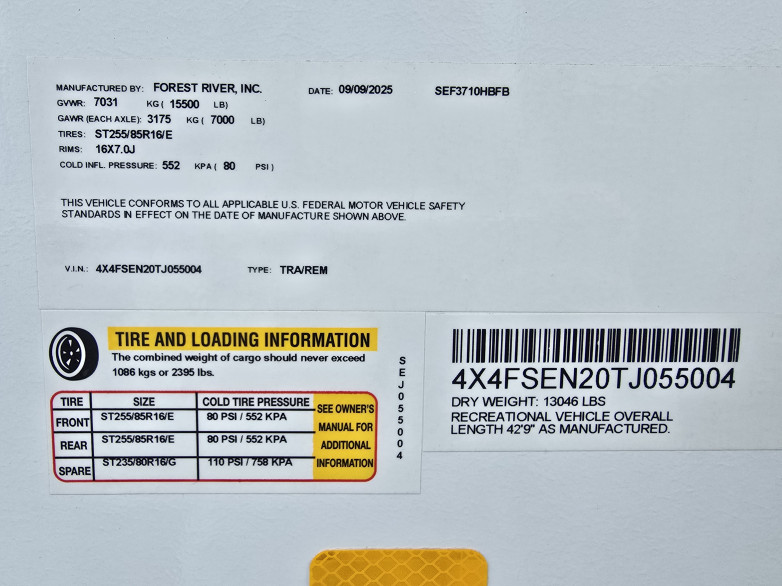 MANUFACTURED BY: FOREST RIVER, INC. DATE: 09/09/2025 SEF3710HBFB
GVWR: 7031 KG ( 15500 LB)
GAWR (EACH AXLE): 3175 KG ( 7000 LB)
TIRES: ST255/85R16/E
RIMS: 16X7.0J
COLD INFL. PRESSURE: 552 KPA ( 80 PSI )
THIS VEHICLE CONFORMS TO ALL APPLICABLE U.S. FEDERAL MOTOR VEHICLE SAFETY
STANDARDS IN EFFECT ON THE DATE OF MANUFACTURE SHOWN ABOVE.
V.I.N.: 4X4FSEN20TJ055004 TYPE: TRA/REM
TIRE AND LOADING INFORMATION
The combined weight of cargo should never exceed
1086 kgs or 2395 lbs.
TIRE SIZE COLD TIRE PRESSURE
FRONT ST255/85R16/E 80 PSI / 552 KPA
REAR ST255/85R16/E 80 PSI / 552 KPA
SPARE ST235/80R16/G 110 PSI / 758 KPA
SEE OWNER'S
MANUAL FOR
ADDITIONAL
INFORMATION
SEJ055004
4X4FSEN20TJ055004
DRY WEIGHT: 13046 LBS
RECREATIONAL VEHICLE OVERALL
LENGTH 42'9" AS MANUFACTURED.